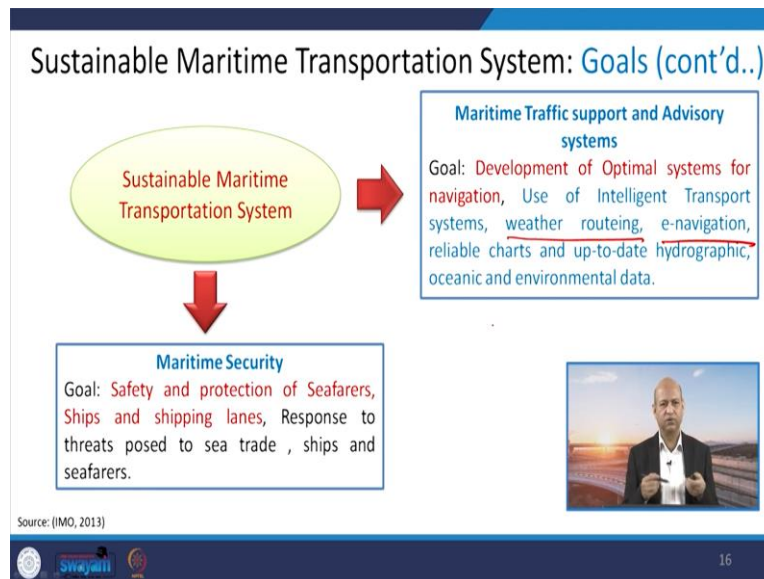 Sustainable Maritime Transportation System: Goals (cont'd..)
Maritime Traffic support and Advisory
systems
Goal: Development of Optimal systems for
navigation, Use of Intelligent Transport
systems, weather routeing, e-navigation,
reliable charts and up-to-date hydrographic,
oceanic and environmental data.
Sustainable Maritime
Transportation System
Maritime Security
Goal: Safety and protection of Seafarers,
Ships and shipping lanes, Response to
threats posed to sea trade , ships and
seafarers.
Source: (IMO, 2013)
swayam
16